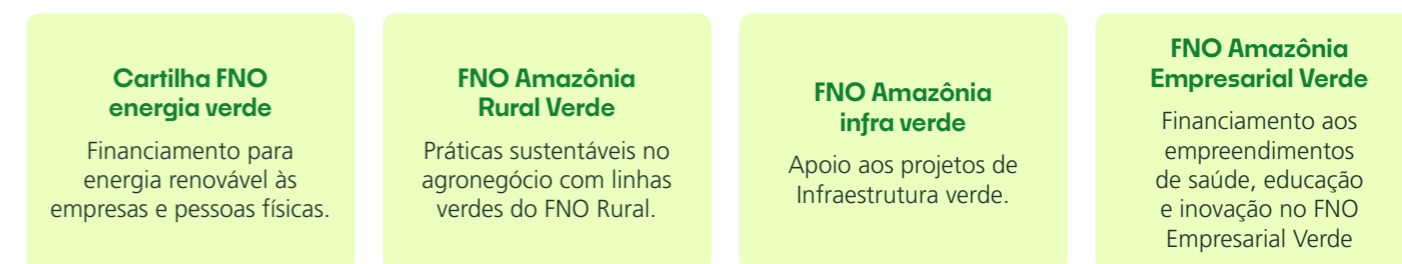 Cartilha FNO
energia verde
Financiamento para
energia renovável às
empresas e pessoas físicas.
FNO Amazônia
Rural Verde
Práticas sustentáveis no
agronegócio com linhas
verdes do FNO Rural.
FNO Amazônia
infra verde
Apoio aos projetos de
Infraestrutura verde.
FNO Amazônia
Empresarial Verde
Financiamento aos
empreendimentos
de saúde, educação
e inovação no FNO
Empresarial Verde